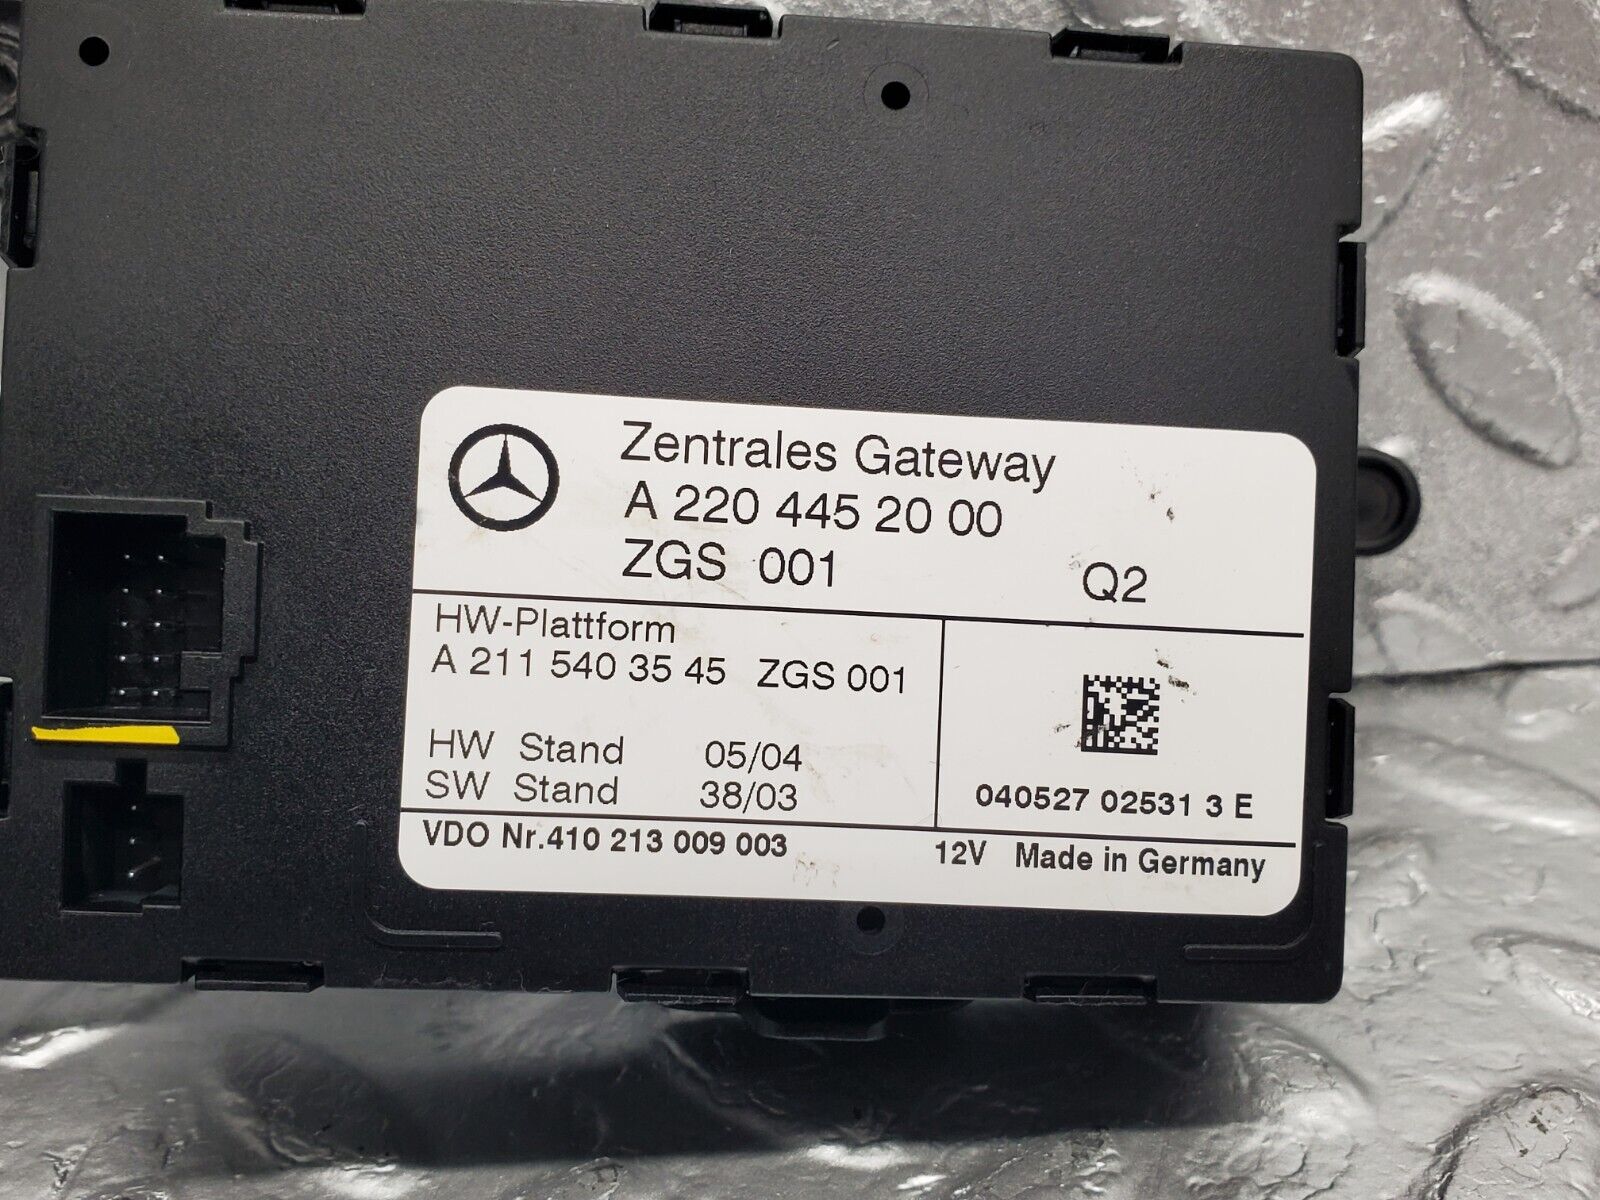 Zentrales Gateway
A 220 445 20 00
ZGS 001 Q2
HW-Plattform
A 211 540 35 45 ZGS 001
HW Stand 05/04
SW Stand 38/03
040527 02531 3 E
VDO Nr.410 213 009 003
12V Made in Germany